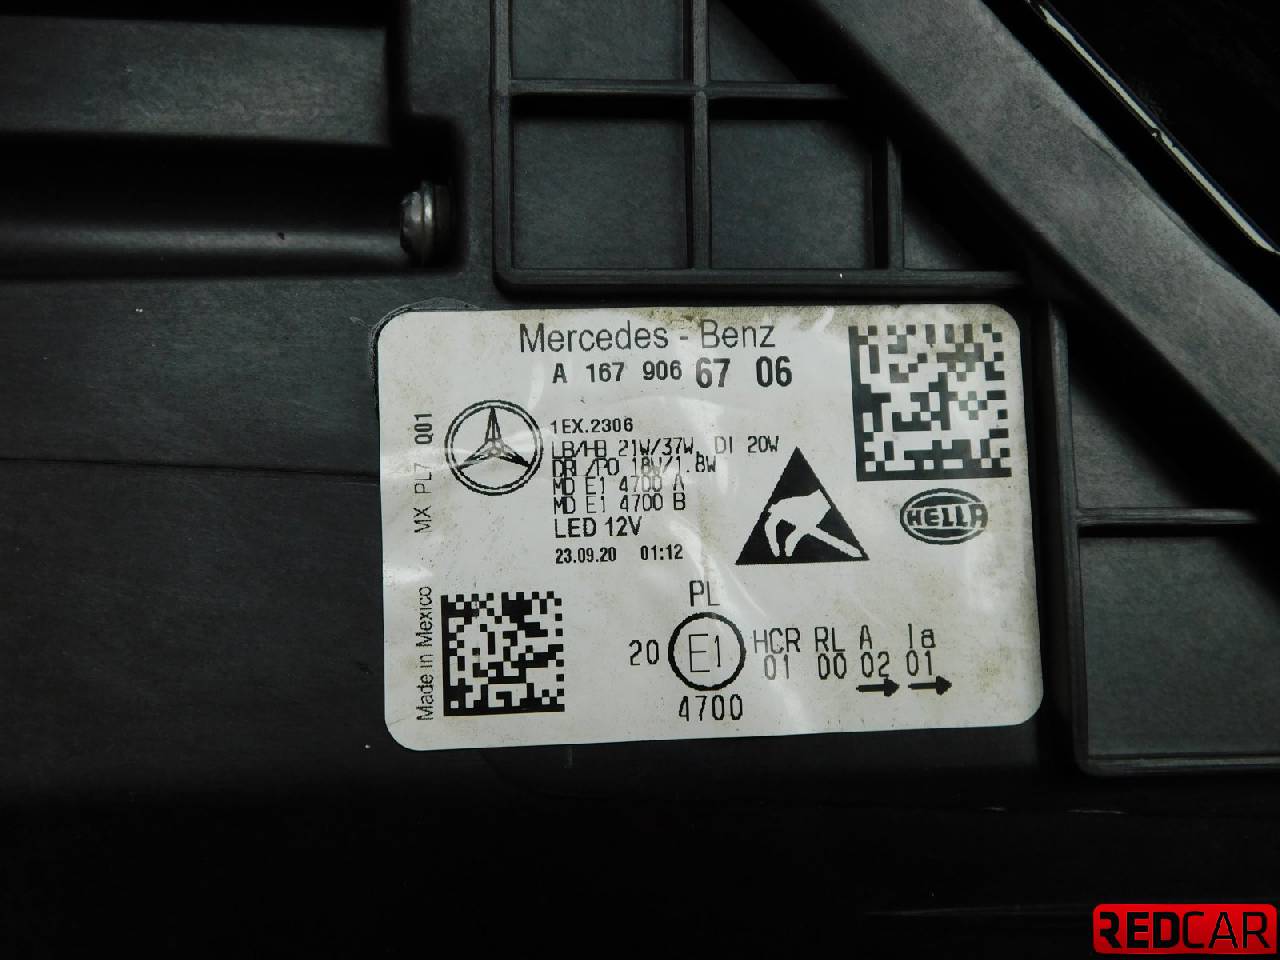 Mercedes - Benz
A 167 906 67 06
1EX.2306
LB/HB 21W/37W, DI 20W
DRL/PO 18W/1.8W
MD E1 4700 A
MD E1 4700 B
LED 12V
23.09.20 01:12
HELLA
Made in Mexico MX PL7 Q01
PL
20 E1 HCR RL A Ia
01 00 02 01
4700
REDCAR